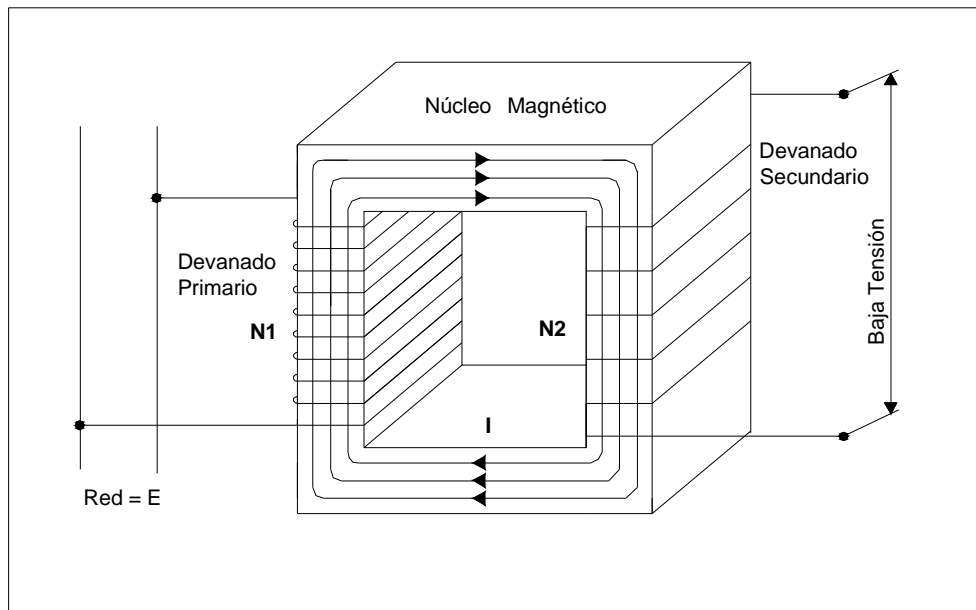 Núcleo Magnético
Devanado
Secundario
Devanado
Primario
N1
N2
Baja Tensión
I
Red = E